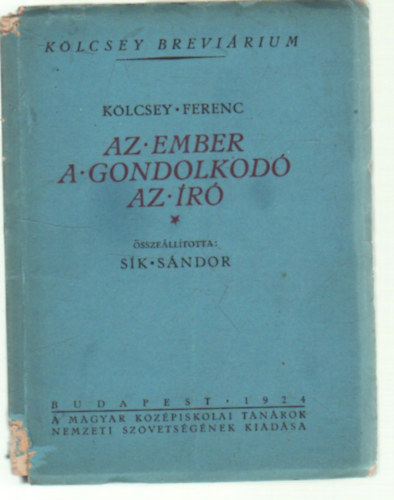 KÖLCSEY BREVIÁRIUM
KÖLCSEY·FERENC
AZ·EMBER
A·GONDOLKODÓ
AZ·ÍRÓ
ÖSSZEÁLLÍTOTTA:
SÍK·SÁNDOR
BUDAPEST·1924
A MAGYAR KÖZÉPISKOLAI TANÁROK
NEMZETI SZÖVETSÉGÉNEK KIADÁSA